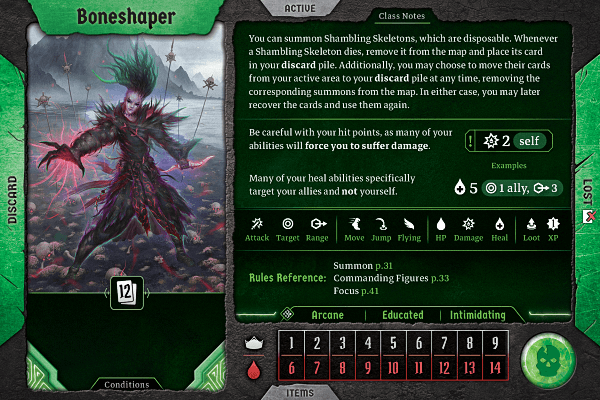 Boneshaper
ACTIVE
Class Notes
You can summon Shambling Skeletons, which are disposable. Whenever
a Shambling Skeleton dies, remove it from the map and place its card
in your discard pile. Additionally, you may choose to move their cards
from your active area to your discard pile at any time, removing the
corresponding summons from the map. In either case, you may later
recover the cards and use them again.
Be careful with your hit points, as many of your
abilities will force you to suffer damage.
! 2 self
Examples
Many of your heal abilities specifically
target your allies and not yourself.
5 1 ally, 3
DISCARD
LOST
Attack Target Range Move Jump Flying HP Damage Heal Loot XP
12
Rules Reference:
Summon p.31
Commanding Figures p.33
Focus p.41
Arcane Educated Intimidating
1 2 3 4 5 6 7 8 9
6 7 8 9 10 11 12 13 14
Conditions
ITEMS